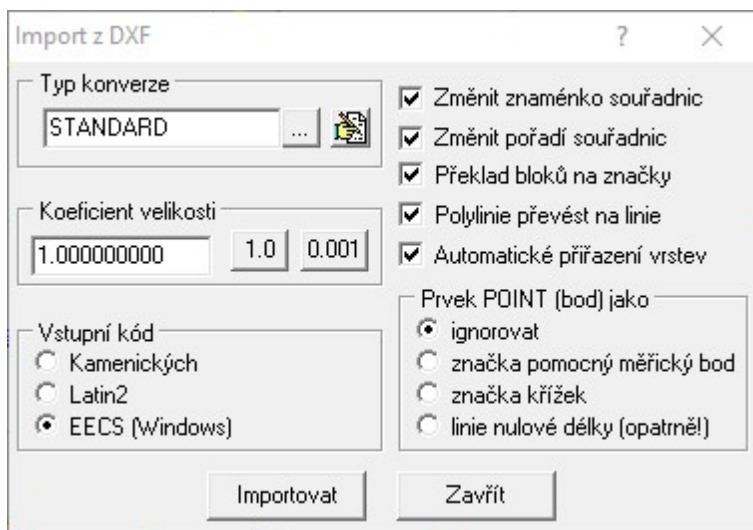 Import z DXF
Typ konverze
STANDARD
...
Koeficient velikosti
1.000000000
1.0
0.001
Vstupní kód
Kamenických
Latin2
EECS (Windows)
Změnit znaménko souřadnic
Změnit pořadí souřadnic
Překlad bloků na značky
Polylinie převést na linie
Automatické přiřazení vrstev
Prvek POINT (bod) jako
ignorovat
značka pomocný měřický bod
značka křížek
linie nulové délky (opatrně!)
Importovat
Zavřít